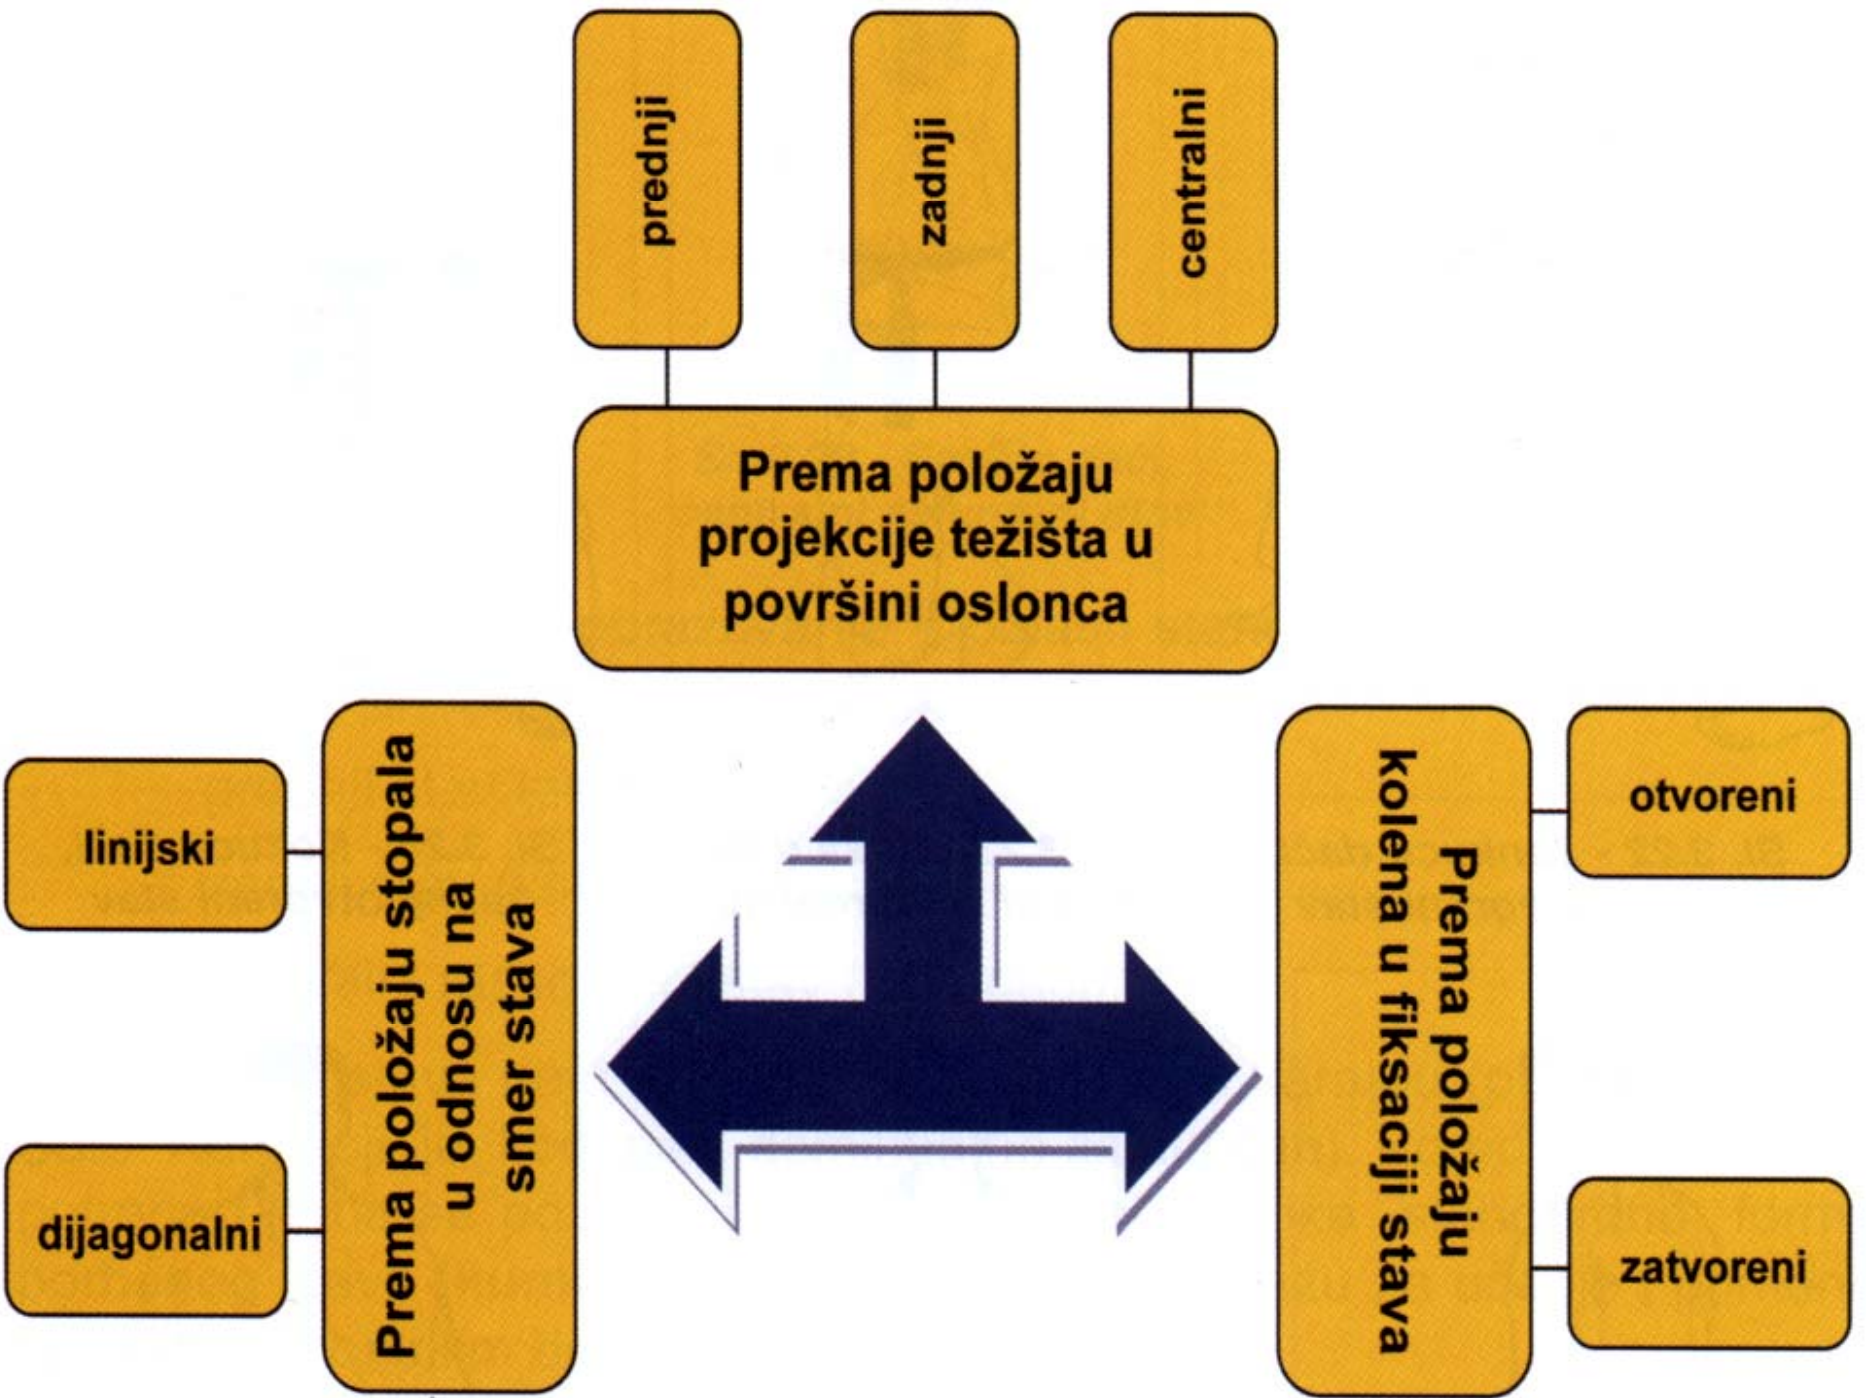 prednji
zadnji
centralni
Prema položaju
projekcije težišta u
površini oslonca
linijski
dijagonalni
Prema položaju stopala
u odnosu na
smer stava
Prema položaju
kolena u fiksaciji stava
otvoreni
zatvoreni